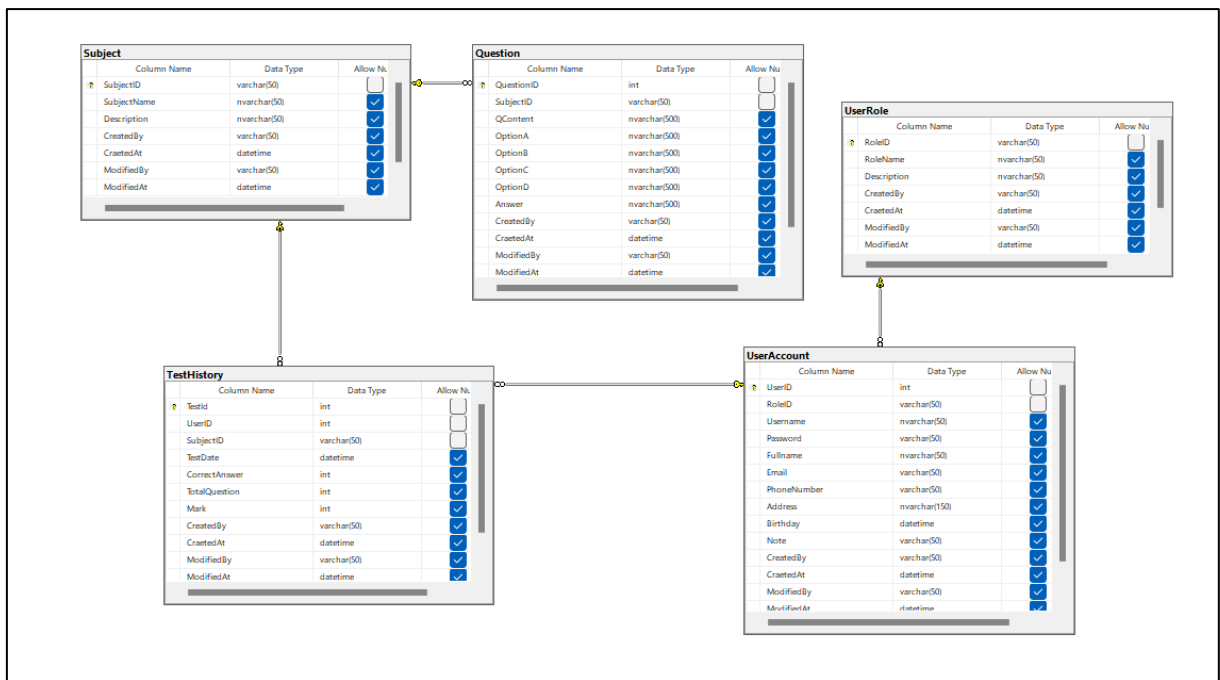 Subject
Column Name Data Type Allow Nu
SubjectID varchar(50)
SubjectName nvarchar(50)
Description nvarchar(50)
CreatedBy varchar(50)
CraetedAt datetime
ModifiedBy varchar(50)
ModifiedAt datetime
Question
Column Name Data Type Allow Nu
QuestionID int
SubjectID varchar(50)
QContent nvarchar(500)
OptionA nvarchar(500)
OptionB nvarchar(500)
OptionC nvarchar(500)
OptionD nvarchar(500)
Answer nvarchar(500)
CreatedBy varchar(50)
CraetedAt datetime
ModifiedBy varchar(50)
ModifiedAt datetime
UserRole
Column Name Data Type Allow Nu
RoleID varchar(50)
RoleName nvarchar(50)
Description nvarchar(50)
CreatedBy varchar(50)
CraetedAt datetime
ModifiedBy varchar(50)
ModifiedAt datetime
TestHistory
Column Name Data Type Allow Nu
TestId int
UserID int
SubjectID varchar(50)
TestDate datetime
CorrectAnswer int
TotalQuestion int
Mark int
CreatedBy varchar(50)
CraetedAt datetime
ModifiedBy varchar(50)
ModifiedAt datetime
UserAccount
Column Name Data Type Allow Nu
UserID int
RoleID varchar(50)
Username nvarchar(50)
Password varchar(50)
Fullname nvarchar(50)
Email varchar(50)
PhoneNumber varchar(50)
Address nvarchar(150)
Birthday datetime
Note varchar(50)
CreatedBy varchar(50)
CraetedAt datetime
ModifiedBy varchar(50)
ModifiedAt datetime